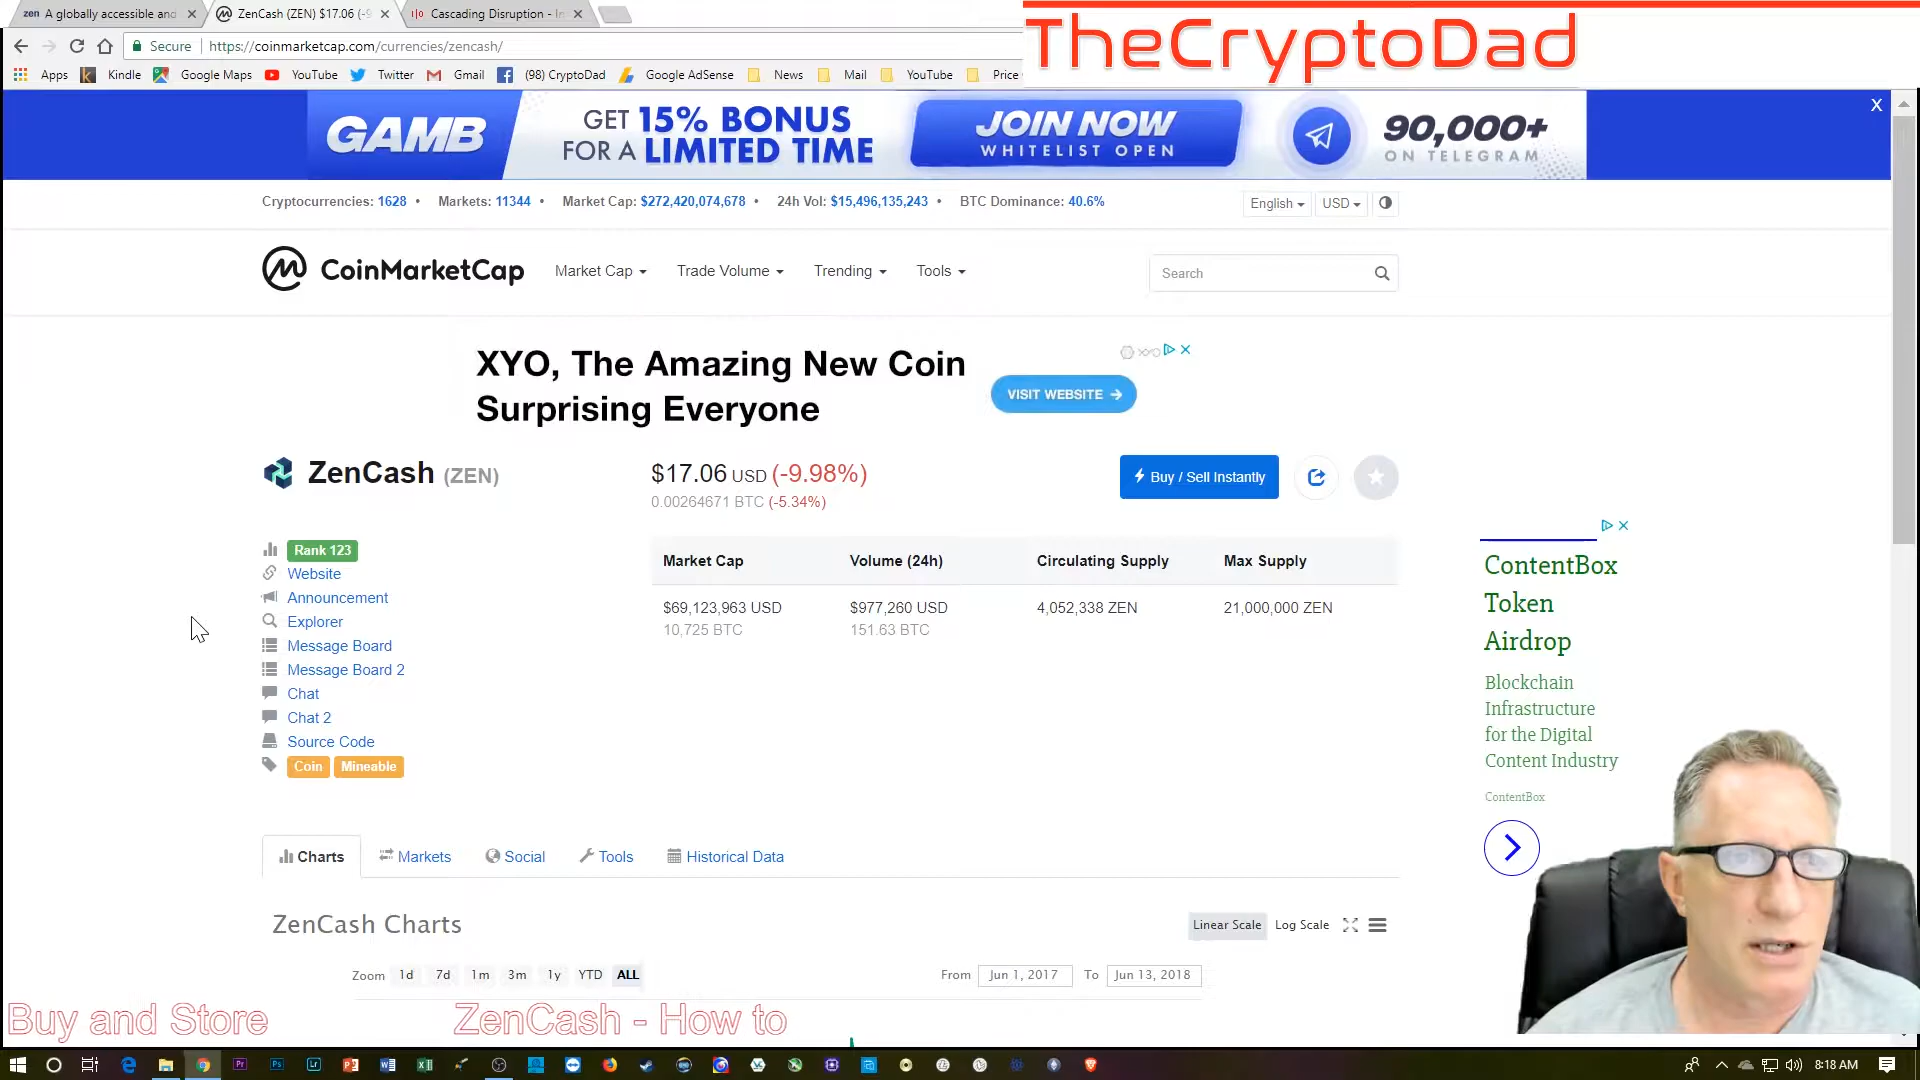 zen A globally accessible and
ZenCash (ZEN) $17.06 (-9
Cascading Disruption - In
TheCryptoDad
Secure https://coinmarketcap.com/currencies/zencash/
Apps Kindle Google Maps YouTube Twitter Gmail (98) CryptoDad Google AdSense News Mail YouTube Price
GAMB
GET 15% BONUS
FOR A LIMITED TIME
JOIN NOW
WHITELIST OPEN
90,000+
ON TELEGRAM
X
Cryptocurrencies: 1628 • Markets: 11344 • Market Cap: $272,420,074,678 • 24h Vol: $15,496,135,243 • BTC Dominance: 40.6%
English USD
CoinMarketCap Market Cap Trade Volume Trending Tools Search
XYO, The Amazing New Coin
Surprising Everyone
VISIT WEBSITE
ZenCash (ZEN)
$17.06 USD (-9.98%)
0.00264671 BTC (-5.34%)
Buy / Sell Instantly
Rank 123
Website
Announcement
Explorer
Message Board
Message Board 2
Chat
Chat 2
Source Code
Coin Mineable
Market Cap Volume (24h) Circulating Supply Max Supply
$69,123,963 USD $977,260 USD 4,052,338 ZEN 21,000,000 ZEN
10,725 BTC 151.63 BTC
ContentBox
Token
Airdrop
Blockchain
Infrastructure
for the Digital
Content Industry
ContentBox
Charts Markets Social Tools Historical Data
ZenCash Charts
Linear Scale Log Scale
Zoom 1d 7d 1m 3m 1y YTD ALL
From Jun 1, 2017 To Jun 13, 2018
Buy and Store ZenCash - How to
8:18 AM